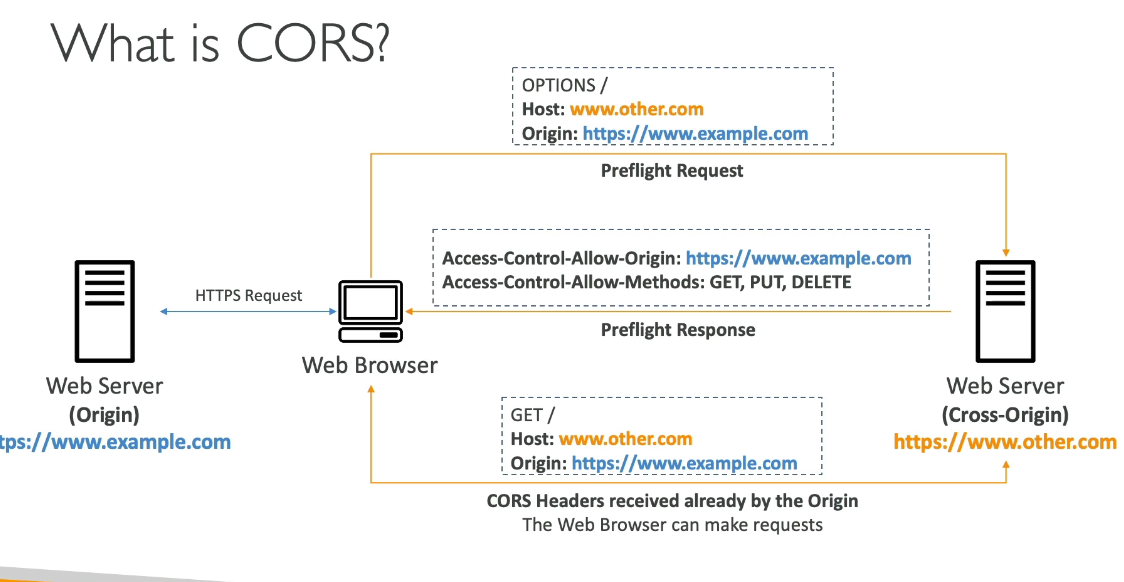 What is CORS?
OPTIONS /
Host: www.other.com
Origin: https://www.example.com
Preflight Request
Access-Control-Allow-Origin: https://www.example.com
Access-Control-Allow-Methods: GET, PUT, DELETE
HTTPS Request
Preflight Response
Web Browser
Web Server
(Origin)
tps://www.example.com
Web Server
(Cross-Origin)
https://www.other.com
GET /
Host: www.other.com
Origin: https://www.example.com
CORS Headers received already by the Origin
The Web Browser can make requests